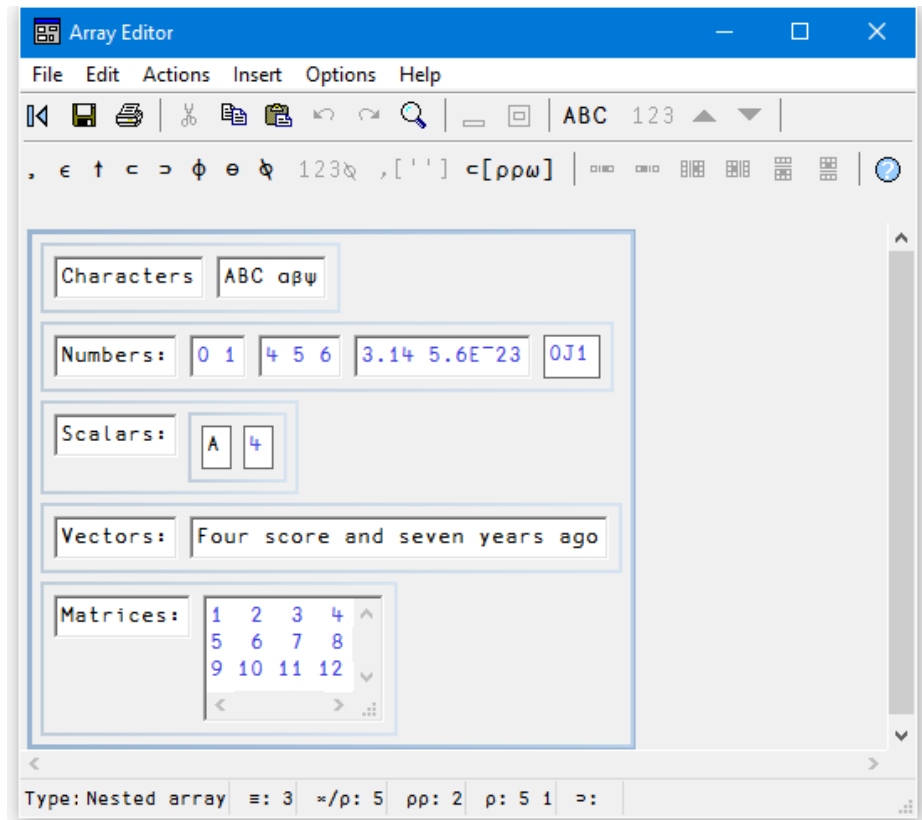 Array Editor
File Edit Actions Insert Options Help
ABC 123
, ϵ ↑ ⊂ ⊃ ⌽ ⊖ ⍉ 123⍉ ,[''] ⊂[⍴⍴⍵]
Characters ABC αβψ
Numbers: 0 1 4 5 6 3.14 5.6E¯23 0J1
Scalars: A 4
Vectors: Four score and seven years ago
Matrices: 1 2 3 4
5 6 7 8
9 10 11 12
Type: Nested array ≡: 3 ×/⍴: 5 ⍴⍴: 2 ⍴: 5 1 ⊃: